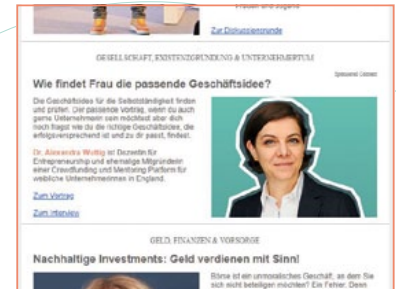 Zur Diskussionsrunde
GESELLSCHAFT, EXISTENZGRÜNDUNG & UNTERNEHMERTUM
Sponsored Content
Wie findet Frau die passende Geschäftsidee?
Die Geschäftsidee für die Selbstständigkeit finden
und prüfen. Der passende Vortrag, wenn du auch
gerne Unternehmerin sein möchtest aber dich
noch fragst wie du die richtige Geschäftsidee, die
erfolgsversprechend ist und zu dir passt, findest.
Dr. Alexandra Wuttig ist Dozentin für
Entrepreneurship und ehemalige Mitgründerin
einer Crowdfunding und Mentoring Platform für
weibliche Unternehmerinnen in England.
Zum Vortrag
Zum Interview
GELD, FINANZEN & VORSORGE
Nachhaltige Investments: Geld verdienen mit Sinn!
Börse ist ein unmoralisches Geschäft, an dem Sie
sich nicht beteiligen möchten? Ein Fehler. Denn